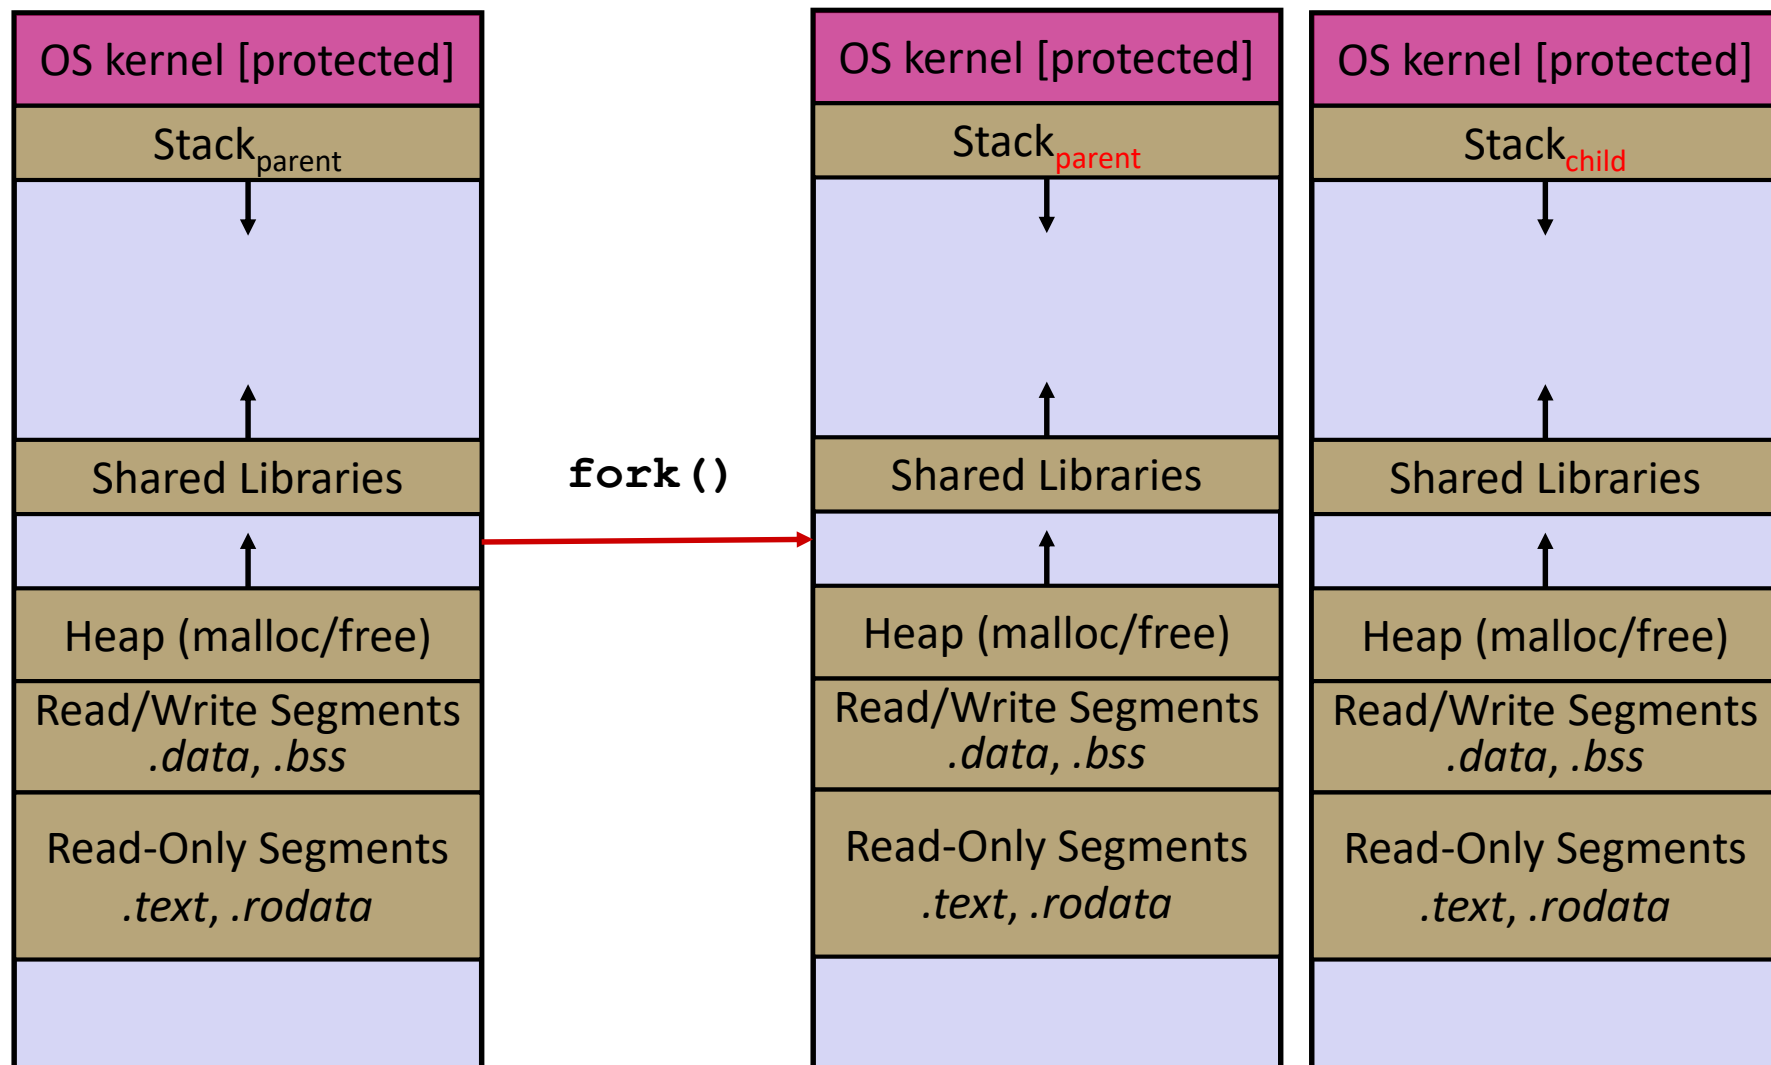 OS kernel [protected]
Stackparent
Shared Libraries
Heap (malloc/free)
Read/Write Segments
.data, .bss
Read-Only Segments
.text, .rodata
fork()
OS kernel [protected]
Stackparent
Shared Libraries
Heap (malloc/free)
Read/Write Segments
.data, .bss
Read-Only Segments
.text, .rodata
OS kernel [protected]
Stackchild
Shared Libraries
Heap (malloc/free)
Read/Write Segments
.data, .bss
Read-Only Segments
.text, .rodata